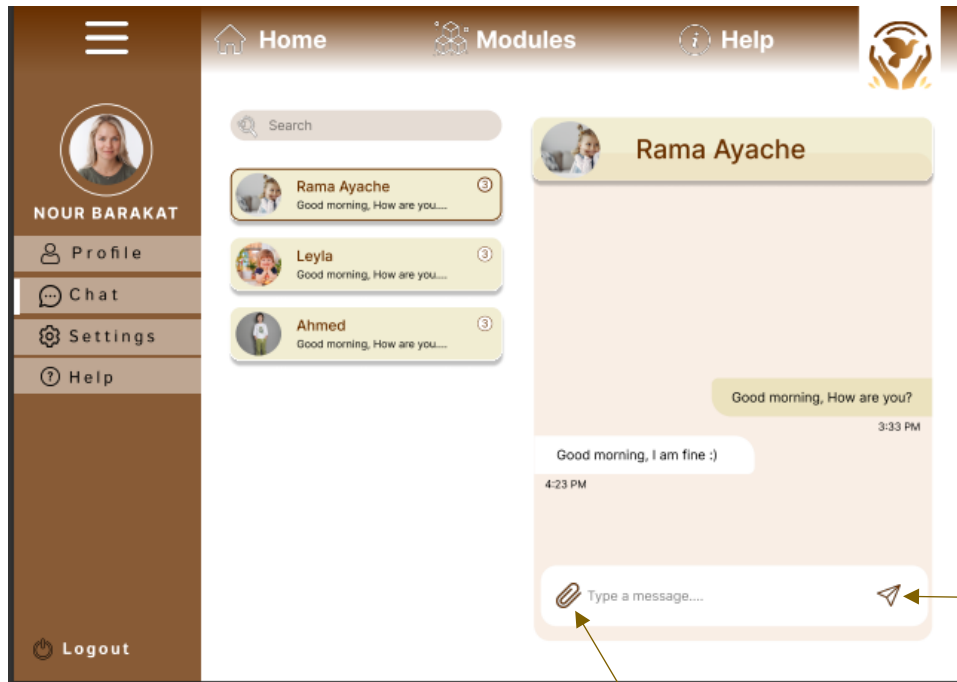 Home
Modules
Help
NOUR BARAKAT
Profile
Chat
Settings
Help
Logout
Search
Rama Ayache
3
Good morning, How are you....
Leyla
3
Good morning, How are you....
Ahmed
3
Good morning, How are you....
Rama Ayache
Good morning, How are you?
3:33 PM
Good morning, I am fine :)
4:23 PM
Type a message....